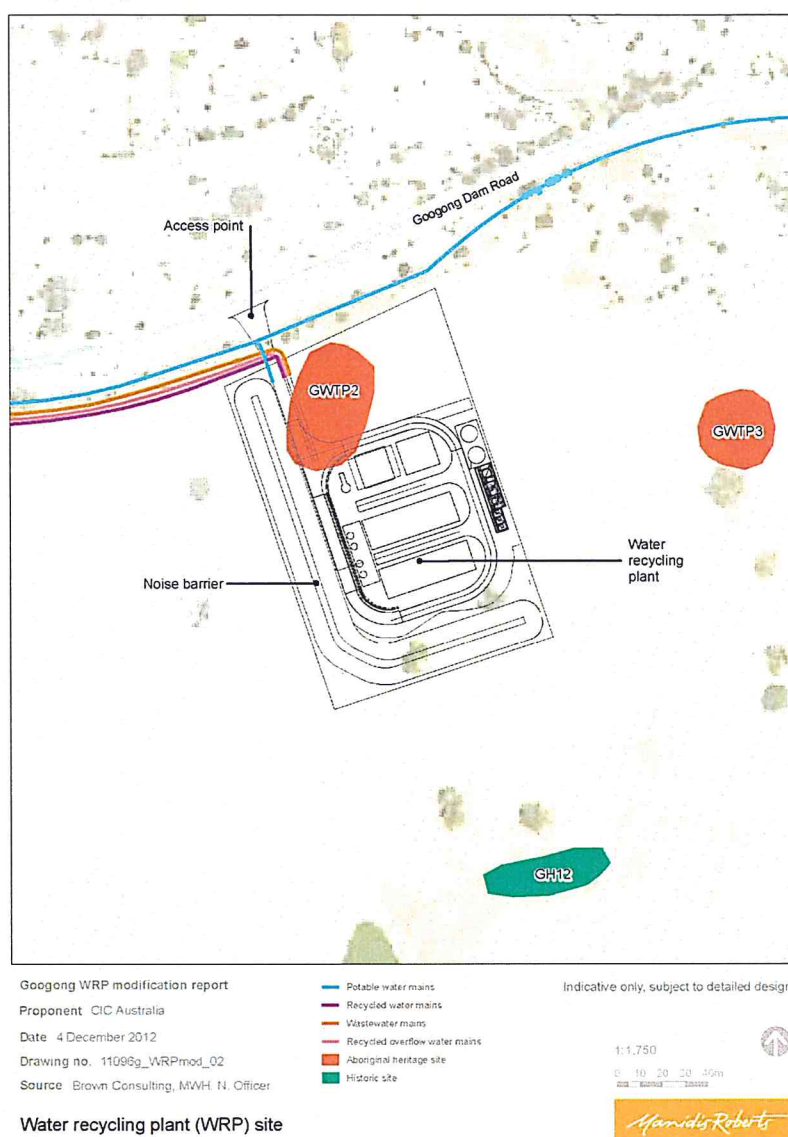 Googong Dam Road
Access point
GWTP2
GWTP3
Water
recycling
plant
Noise barrier
GH12
Googong WRP modification report
Proponent CIC Australia
Date 4 December 2012
Drawing no. 11096g_WRPmod_02
Source Brown Consulting, MWH, N. Officer
Water recycling plant (WRP) site
Potable water mains
Recycled water mains
Wastewater mains
Recycled overflow water mains
Aboriginal heritage site
Historic site
Indicative only, subject to detailed design
1:1,750
0 10 20 30 40m
Manidis Roberts